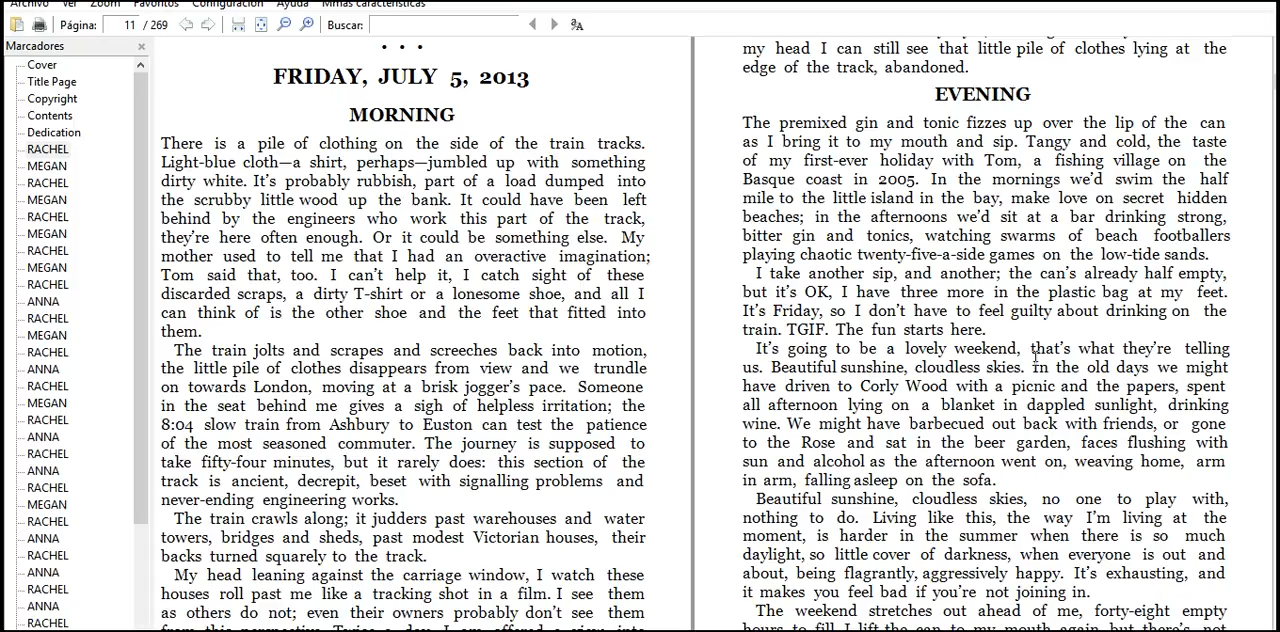 Archivo Ver Zoom Favoritos Configuración Ayuda Mas características
Página: 11 / 269 Buscar:
Marcadores
Cover
Title Page
Copyright
Contents
Dedication
RACHEL
MEGAN
RACHEL
MEGAN
RACHEL
MEGAN
RACHEL
MEGAN
RACHEL
ANNA
RACHEL
MEGAN
RACHEL
ANNA
RACHEL
MEGAN
RACHEL
ANNA
RACHEL
ANNA
RACHEL
MEGAN
RACHEL
ANNA
RACHEL
ANNA
RACHEL
ANNA
RACHEL
• • •
FRIDAY, JULY 5, 2013
MORNING
There is a pile of clothing on the side of the train tracks.
Light-blue cloth—a shirt, perhaps—jumbled up with something
dirty white. It's probably rubbish, part of a load dumped into
the scrubby little wood up the bank. It could have been left
behind by the engineers who work this part of the track,
they're here often enough. Or it could be something else. My
mother used to tell me that I had an overactive imagination;
Tom said that, too. I can't help it, I catch sight of these
discarded scraps, a dirty T-shirt or a lonesome shoe, and all I
can think of is the other shoe and the feet that fitted into
them.
The train jolts and scrapes and screeches back into motion,
the little pile of clothes disappears from view and we trundle
on towards London, moving at a brisk jogger's pace. Someone
in the seat behind me gives a sigh of helpless irritation; the
8:04 slow train from Ashbury to Euston can test the patience
of the most seasoned commuter. The journey is supposed to
take fifty-four minutes, but it rarely does: this section of the
track is ancient, decrepit, beset with signalling problems and
never-ending engineering works.
The train crawls along; it judders past warehouses and water
towers, bridges and sheds, past modest Victorian houses, their
backs turned squarely to the track.
My head leaning against the carriage window, I watch these
houses roll past me like a tracking shot in a film. I see them
as others do not; even their owners probably don't see them
from this perspective. Twice a day, I am offered a view into
my head I can still see that little pile of clothes lying at the
edge of the track, abandoned.
EVENING
The premixed gin and tonic fizzes up over the lip of the can
as I bring it to my mouth and sip. Tangy and cold, the taste
of my first-ever holiday with Tom, a fishing village on the
Basque coast in 2005. In the mornings we'd swim the half
mile to the little island in the bay, make love on secret hidden
beaches; in the afternoons we'd sit at a bar drinking strong,
bitter gin and tonics, watching swarms of beach footballers
playing chaotic twenty-five-a-side games on the low-tide sands.
I take another sip, and another; the can's already half empty,
but it's OK, I have three more in the plastic bag at my feet.
It's Friday, so I don't have to feel guilty about drinking on the
train. TGIF. The fun starts here.
It's going to be a lovely weekend, that's what they're telling
us. Beautiful sunshine, cloudless skies. In the old days we might
have driven to Corly Wood with a picnic and the papers, spent
all afternoon lying on a blanket in dappled sunlight, drinking
wine. We might have barbecued out back with friends, or gone
to the Rose and sat in the beer garden, faces flushing with
sun and alcohol as the afternoon went on, weaving home, arm
in arm, falling asleep on the sofa.
Beautiful sunshine, cloudless skies, no one to play with,
nothing to do. Living like this, the way I'm living at the
moment, is harder in the summer when there is so much
daylight, so little cover of darkness, when everyone is out and
about, being flagrantly, aggressively happy. It's exhausting, and
it makes you feel bad if you're not joining in.
The weekend stretches out ahead of me, forty-eight empty
hours to fill. I lift the can to my mouth again, but there's not